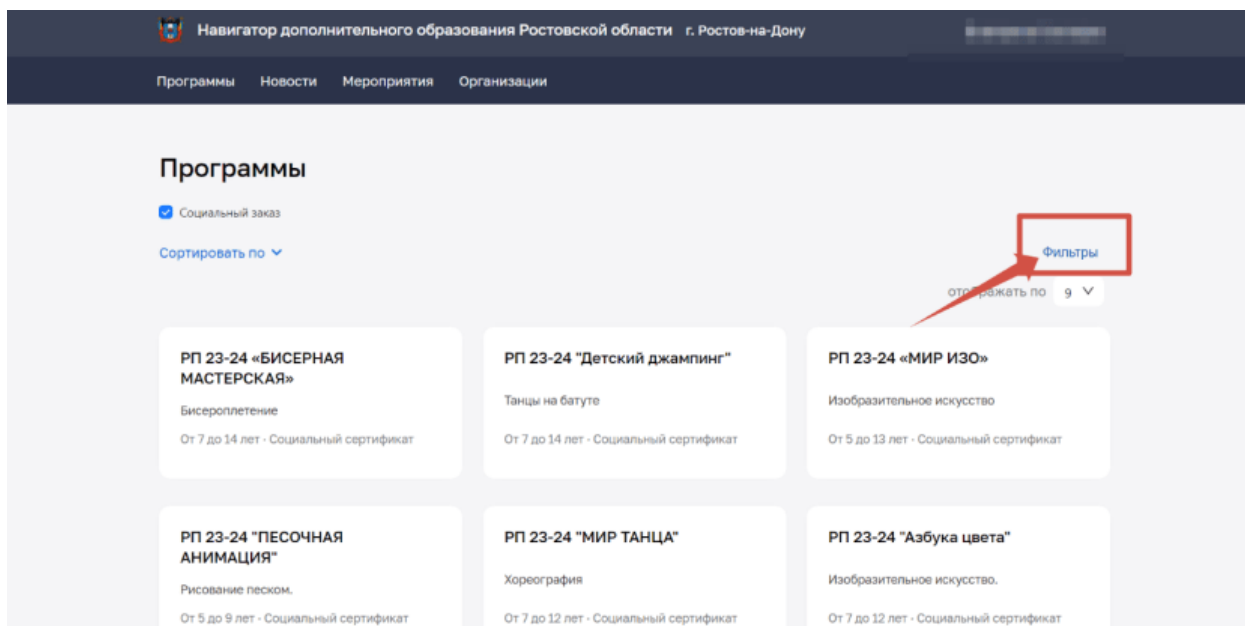 Навигатор дополнительного образования Ростовской области г. Ростов-на-Дону
Программы Новости Мероприятия Организации
Программы
Социальный заказ
Сортировать по
Фильтры
отображать по 9
РП 23-24 «БИСЕРНАЯ
МАСТЕРСКАЯ»
Бисероплетение
От 7 до 14 лет · Социальный сертификат
РП 23-24 "Детский джампинг"
Танцы на батуте
От 7 до 14 лет · Социальный сертификат
РП 23-24 «МИР ИЗО»
Изобразительное искусство
От 5 до 13 лет · Социальный сертификат
РП 23-24 "ПЕСОЧНАЯ
АНИМАЦИЯ"
Рисование песком.
От 5 до 9 лет · Социальный сертификат
РП 23-24 "МИР ТАНЦА"
Хореография
От 7 до 12 лет · Социальный сертификат
РП 23-24 "Азбука цвета"
Изобразительное искусство.
От 7 до 12 лет · Социальный сертификат